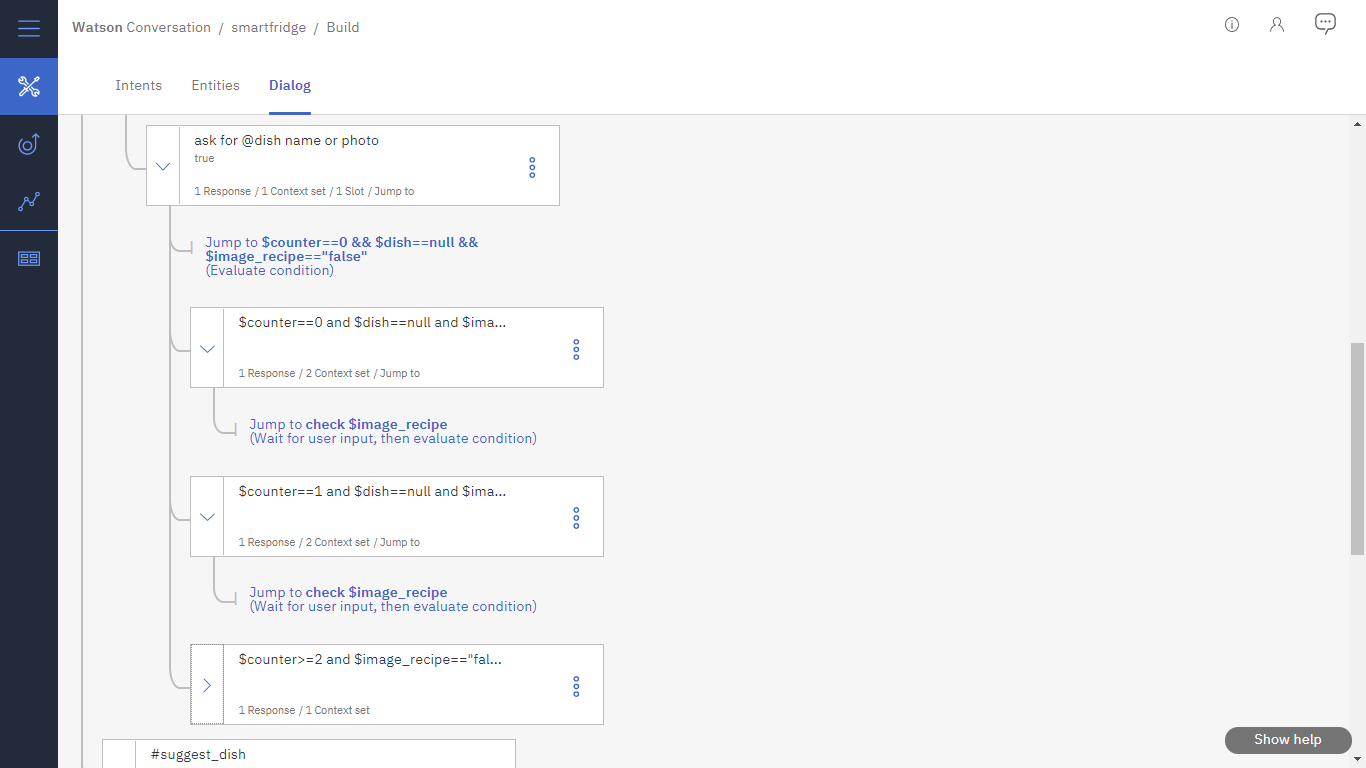 Watson Conversation / smartfridge / Build
Intents Entities Dialog
ask for @dish name or photo
true
1 Response / 1 Context set / 1 Slot / Jump to
Jump to $counter==0 && $dish==null &&
$image_recipe=="false"
(Evaluate condition)
$counter==0 and $dish==null and $ima...
1 Response / 2 Context set / Jump to
Jump to check $image_recipe
(Wait for user input, then evaluate condition)
$counter==1 and $dish==null and $ima...
1 Response / 2 Context set / Jump to
Jump to check $image_recipe
(Wait for user input, then evaluate condition)
$counter>=2 and $image_recipe=="fal...
1 Response / 1 Context set
#suggest_dish
Show help